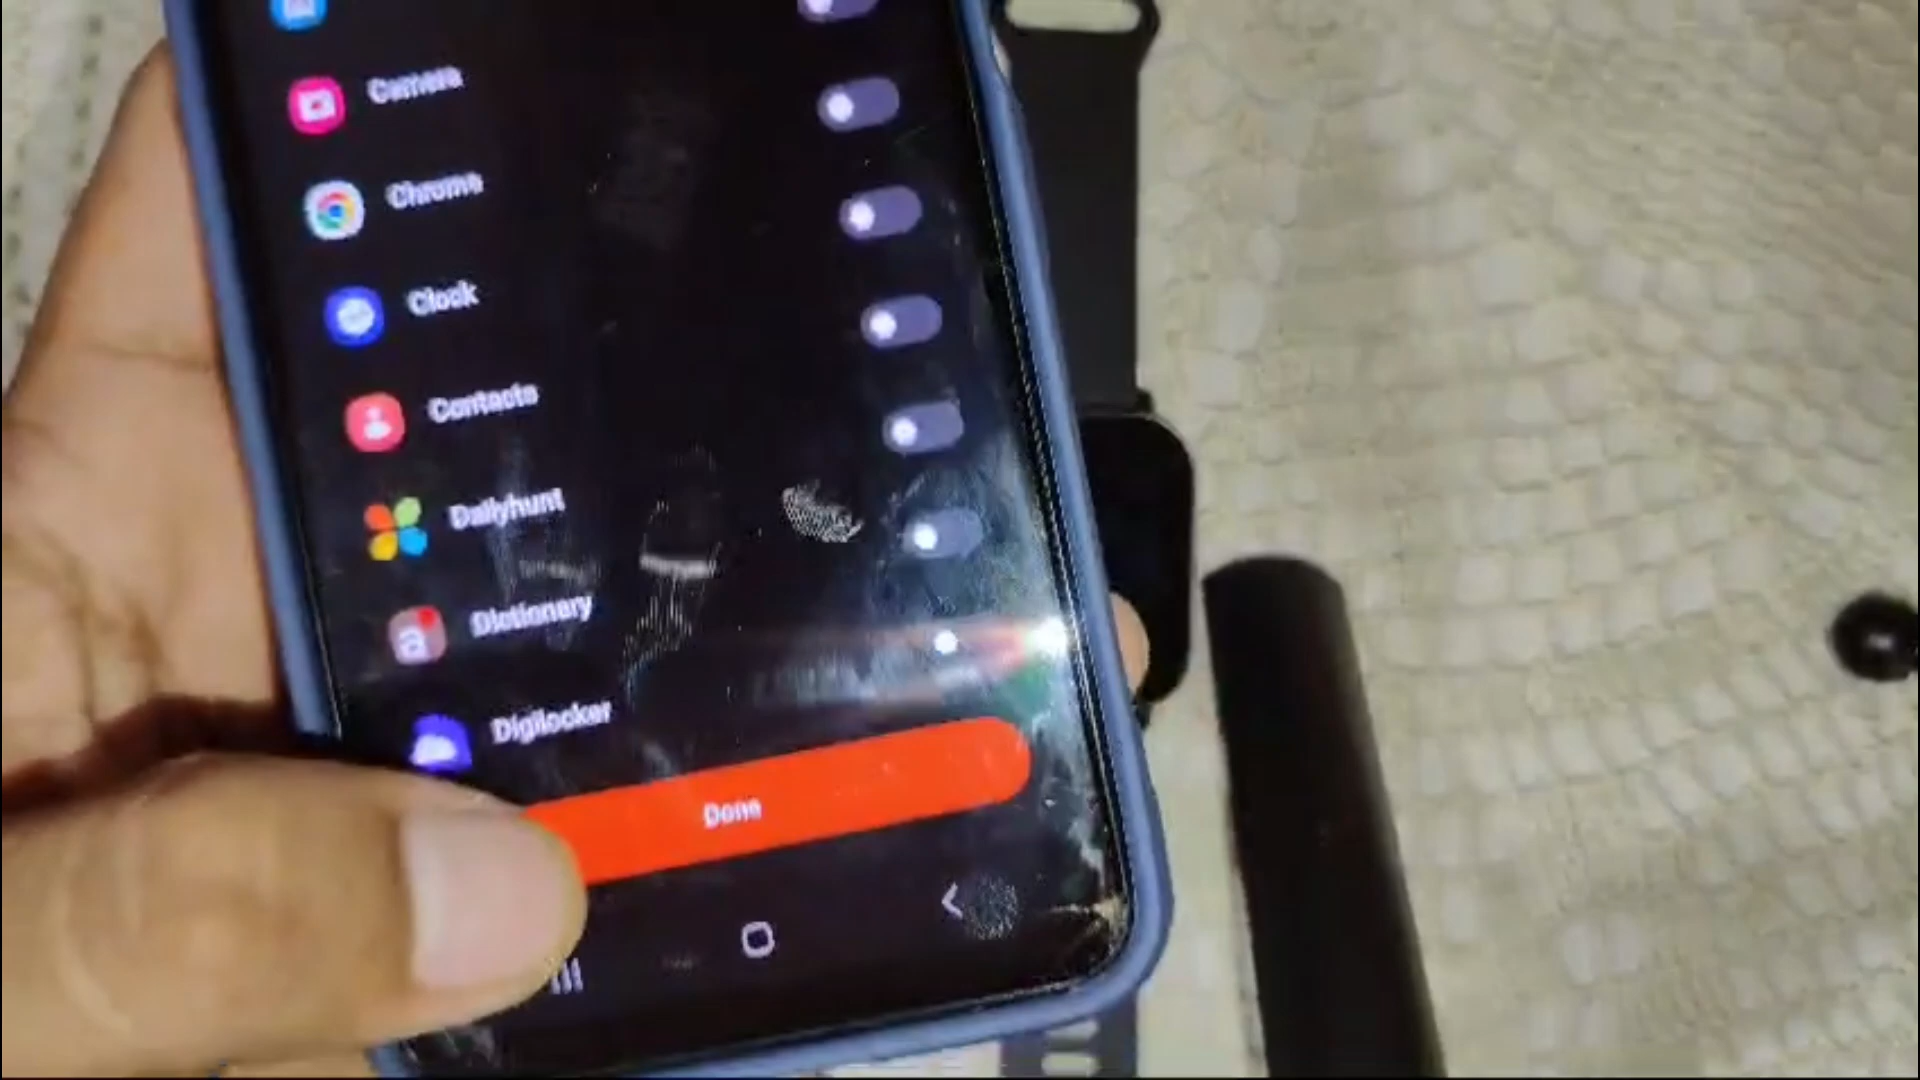 Camera
Chrome
Clock
Contacts
Dailyhunt
Dictionary
Digilocker
Done